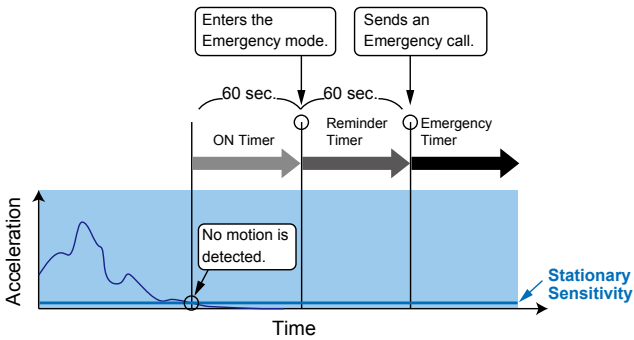 Enters the
Emergency mode.
Sends an
Emergency call.
60 sec.
60 sec.
ON Timer
Reminder
Timer
Emergency
Timer
No motion is
detected.
Acceleration
Stationary
Sensitivity
Time